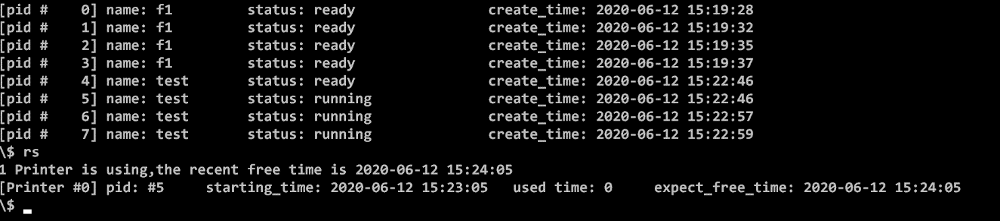 [pid #    0] name: f1         status: ready                create_time: 2020-06-12 15:19:28
[pid #    1] name: f1         status: ready                create_time: 2020-06-12 15:19:32
[pid #    2] name: f1         status: ready                create_time: 2020-06-12 15:19:35
[pid #    3] name: f1         status: ready                create_time: 2020-06-12 15:19:37
[pid #    4] name: test       status: ready                create_time: 2020-06-12 15:22:46
[pid #    5] name: test       status: running              create_time: 2020-06-12 15:22:46
[pid #    6] name: test       status: running              create_time: 2020-06-12 15:22:57
[pid #    7] name: test       status: running              create_time: 2020-06-12 15:22:59
\$ rs
1 Printer is using,the recent free time is 2020-06-12 15:24:05
[Printer #0] pid: #5     starting_time: 2020-06-12 15:23:05   used time: 0     expect_free_time: 2020-06-12 15:24:05
\$